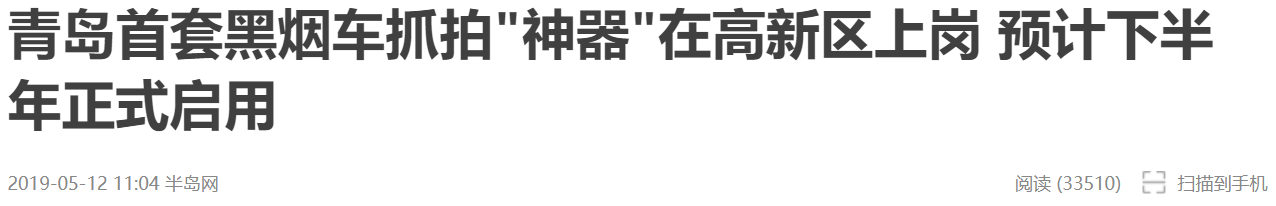 青岛首套黑烟车抓拍"神器"在高新区上岗 预计下半
年正式启用
2019-05-12 11:04 半岛网 阅读 (33510) 扫描到手机